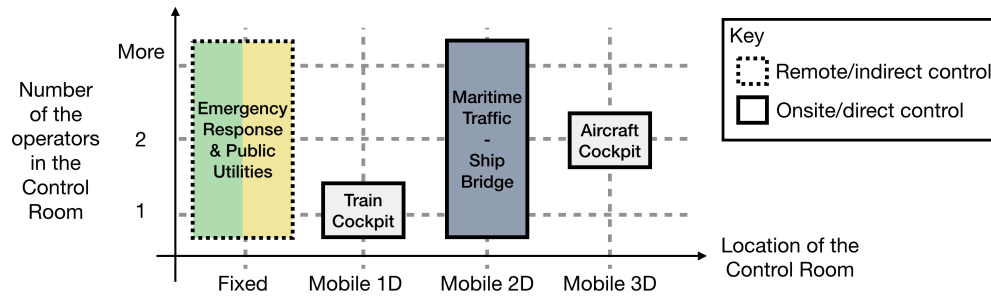 Number
of the
operators
in the
Control
Room
More
2
1
Emergency
Response
& Public
Utilities
Train
Cockpit
Maritime
Traffic
-
Ship
Bridge
Aircraft
Cockpit
Fixed
Mobile 1D
Mobile 2D
Mobile 3D
Location of the
Control Room
Key
Remote/indirect control
Onsite/direct control